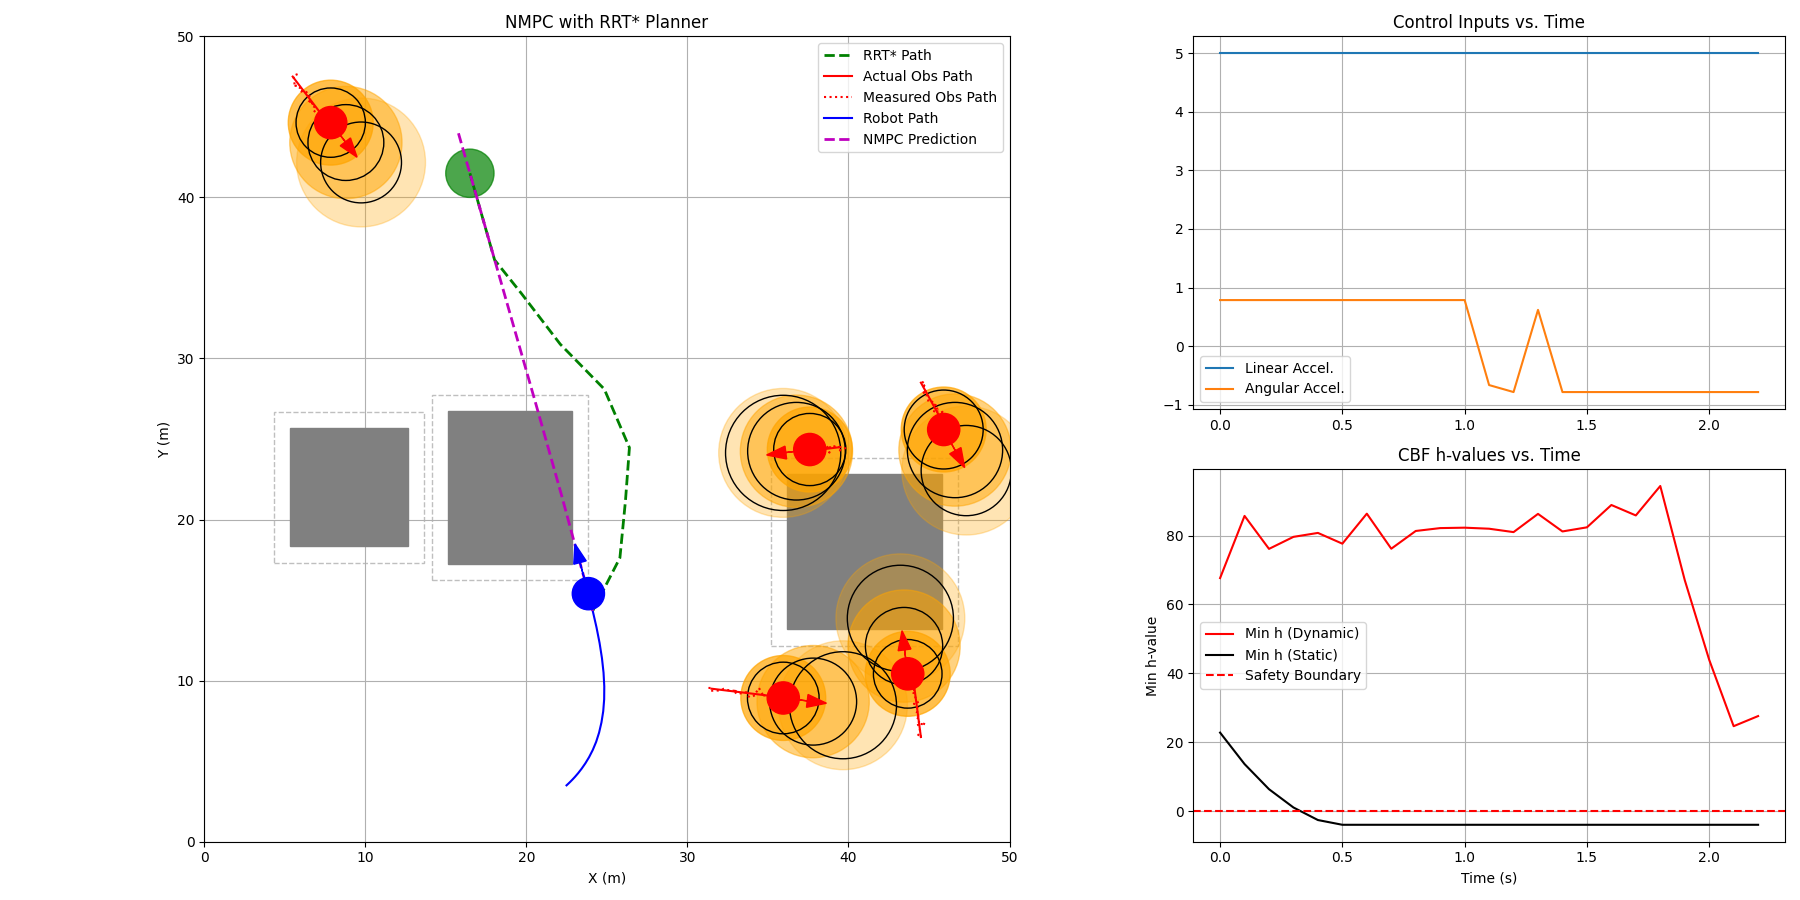 NMPC with RRT* Planner
50
40
30
20
10
0
Y (m)
0 10 20 30 40 50
X (m)
RRT* Path
Actual Obs Path
Measured Obs Path
Robot Path
NMPC Prediction
Control Inputs vs. Time
5
4
3
2
1
0
−1
Linear Accel.
Angular Accel.
0.0 0.5 1.0 1.5 2.0
CBF h-values vs. Time
80
60
40
20
0
Min h-value
Min h (Dynamic)
Min h (Static)
Safety Boundary
0.0 0.5 1.0 1.5 2.0
Time (s)